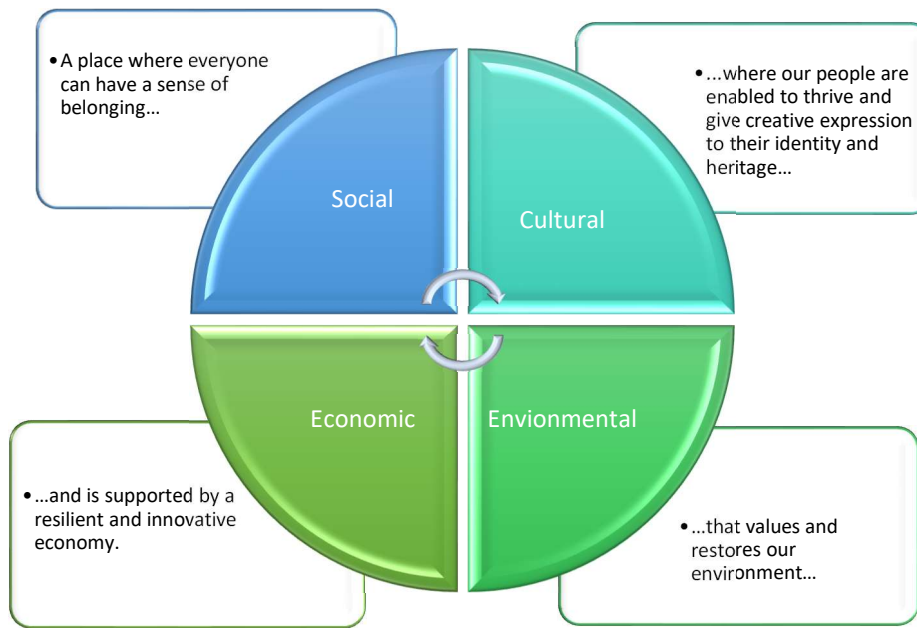 •A place where everyone
can have a sense of
belonging…
•…where our people are
enabled to thrive and
give creative expression
to their identity and
heritage…
Social
Cultural
Economic
Envionmental
•…and is supported by a
resilient and innovative
economy.
•…that values and
restores our
environment…